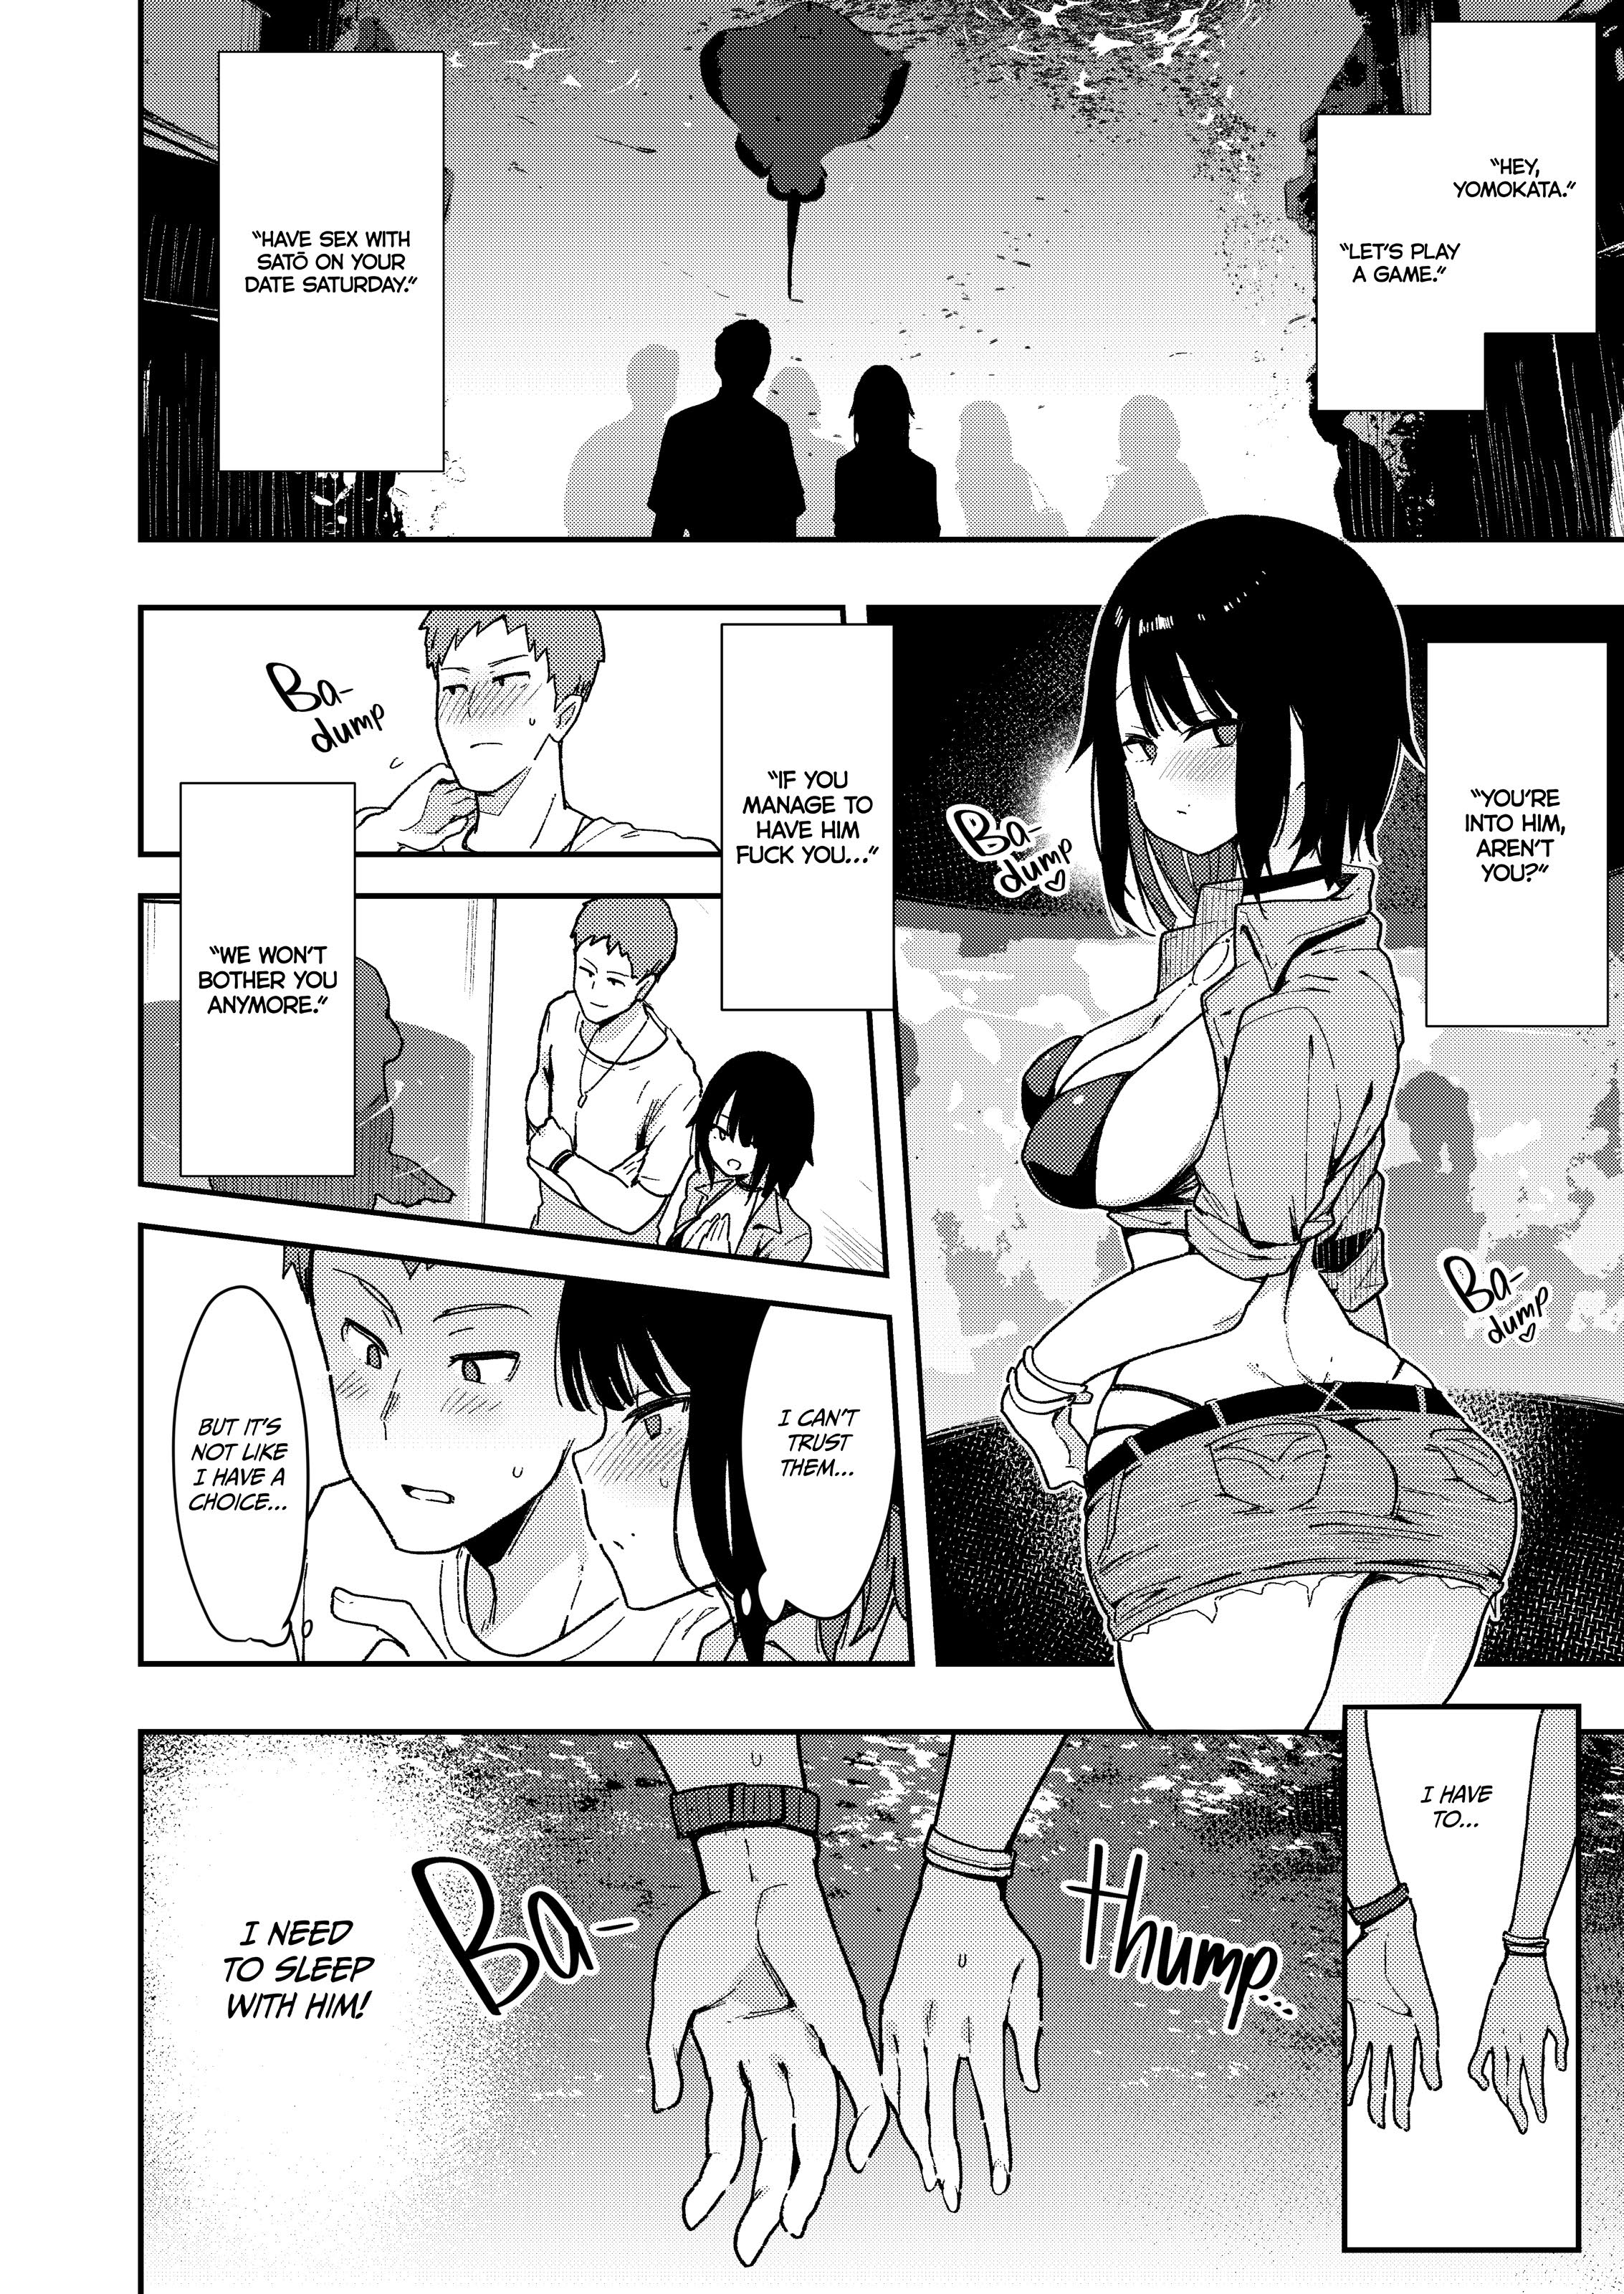 "HEY,
YOMOKATA."
"LET'S PLAY
A GAME."
"HAVE SEX WITH
SATŌ ON YOUR
DATE SATURDAY."
"YOU'RE
INTO HIM,
AREN'T
YOU?"
Ba-
dump
Ba-
dump
"IF YOU
MANAGE TO
HAVE HIM
FUCK YOU..."
Ba-
dump
"WE WON'T
BOTHER YOU
ANYMORE."
I CAN'T
TRUST
THEM...
BUT IT'S
NOT LIKE
I HAVE A
CHOICE...
I HAVE
TO...
Ba-
thump...
I NEED
TO SLEEP
WITH HIM!